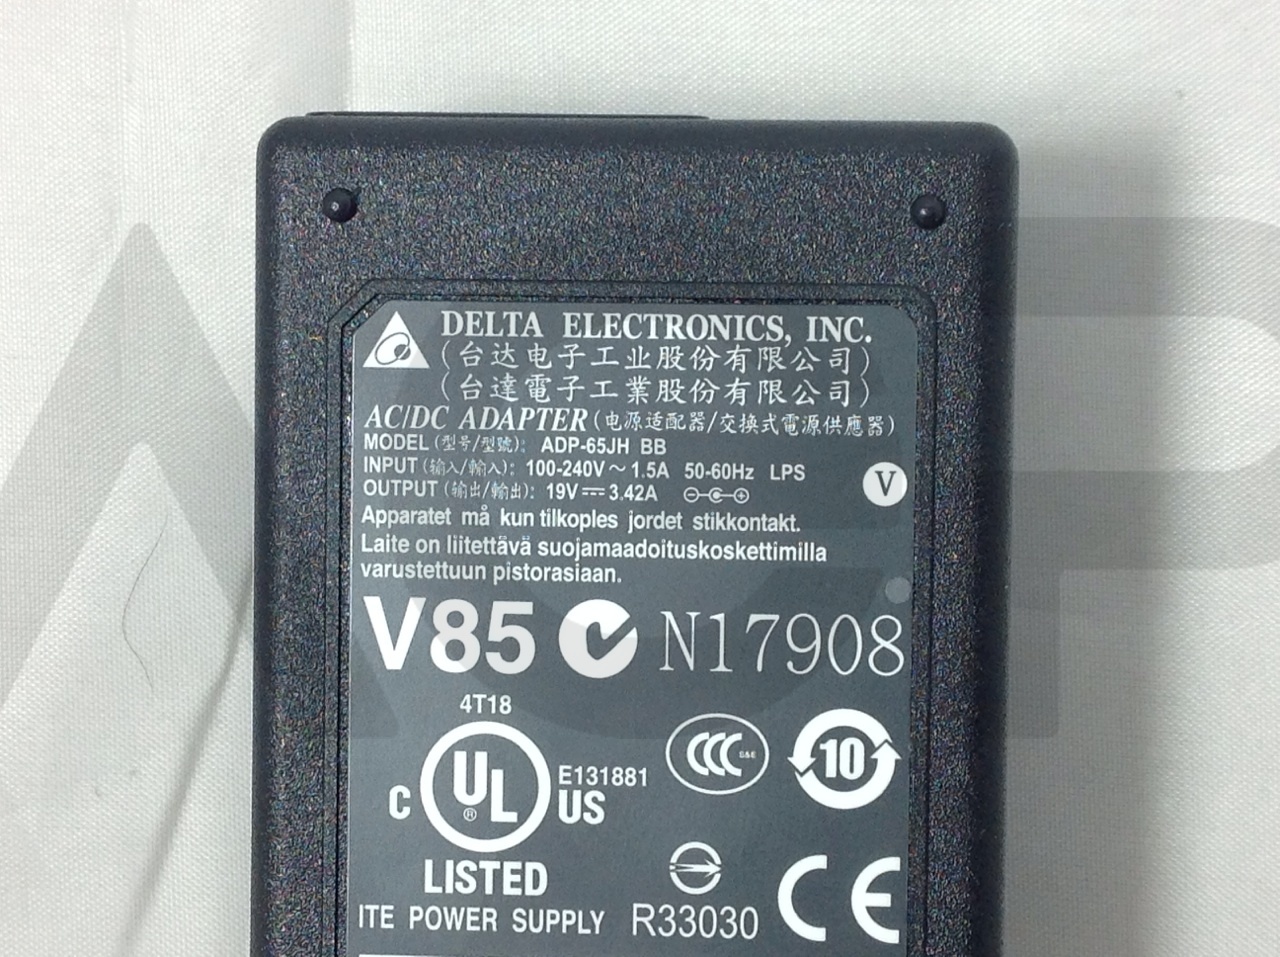 DELTA ELECTRONICS, INC.
(台达电子工业股份有限公司)
(台達電子工業股份有限公司)
AC/DC ADAPTER (电源适配器/交換式電源供應器)
MODEL (型号/型號): ADP-65JH BB
INPUT (输入/輸入): 100-240V ~ 1.5A 50-60Hz LPS
OUTPUT (输出/輸出): 19V ⎓ 3.42A
V
Apparatet må kun tilkoples jordet stikkontakt.
Laite on liitettävä suojamaadoituskoskettimilla
varustettuun pistorasiaan.
V85 N17908
4T18
C UL ® E131881 US
CCC S&E 10
LISTED
ITE POWER SUPPLY R33030 CE